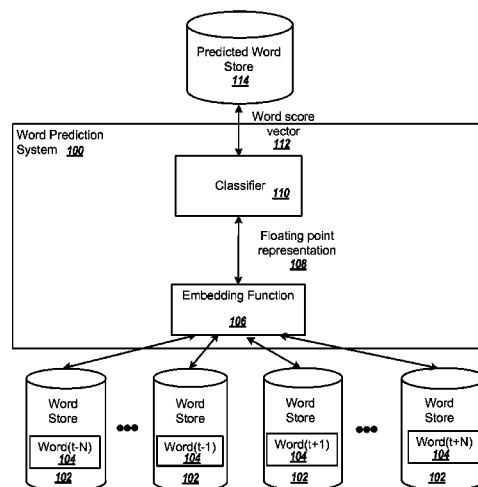 Predicted Word
Store
114
Word score
vector
112
Word Prediction
System 100
Classifier
110
Floating point
representation
108
Embedding Function
106
Word
Store
Word(t-N)
104
102
Word
Store
Word(t-1)
104
102
Word
Store
Word(t+1)
104
102
Word
Store
Word(t+N)
104
102